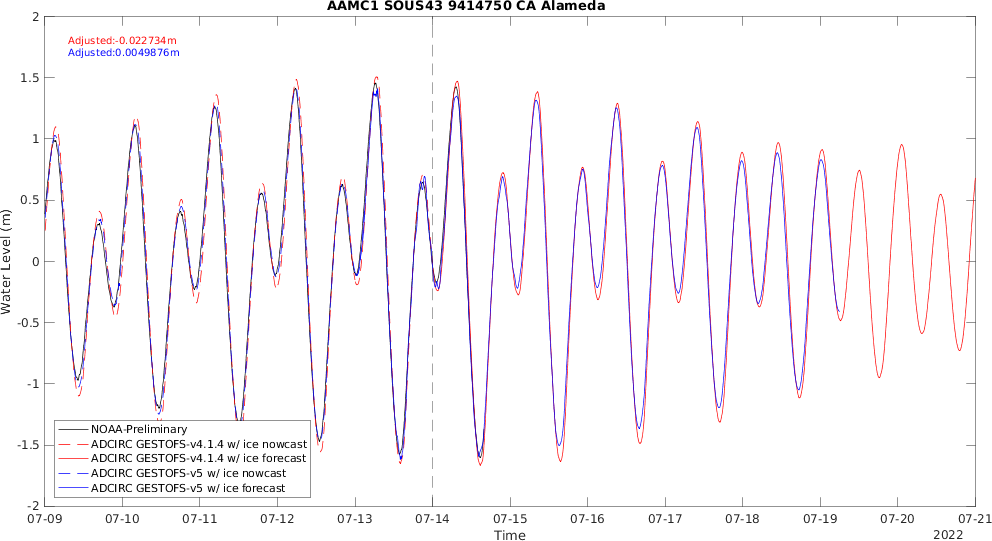 AAMC1 SOUS43 9414750 CA Alameda
Adjusted:-0.022734m
Adjusted:0.0049876m
Water Level (m)
2
1.5
1
0.5
0
-0.5
-1
-1.5
-2
NOAA-Preliminary
ADCIRC GESTOFS-v4.1.4 w/ ice nowcast
ADCIRC GESTOFS-v4.1.4 w/ ice forecast
ADCIRC GESTOFS-v5 w/ ice nowcast
ADCIRC GESTOFS-v5 w/ ice forecast
07-09 07-10 07-11 07-12 07-13 07-14 07-15 07-16 07-17 07-18 07-19 07-20 07-21
Time
2022